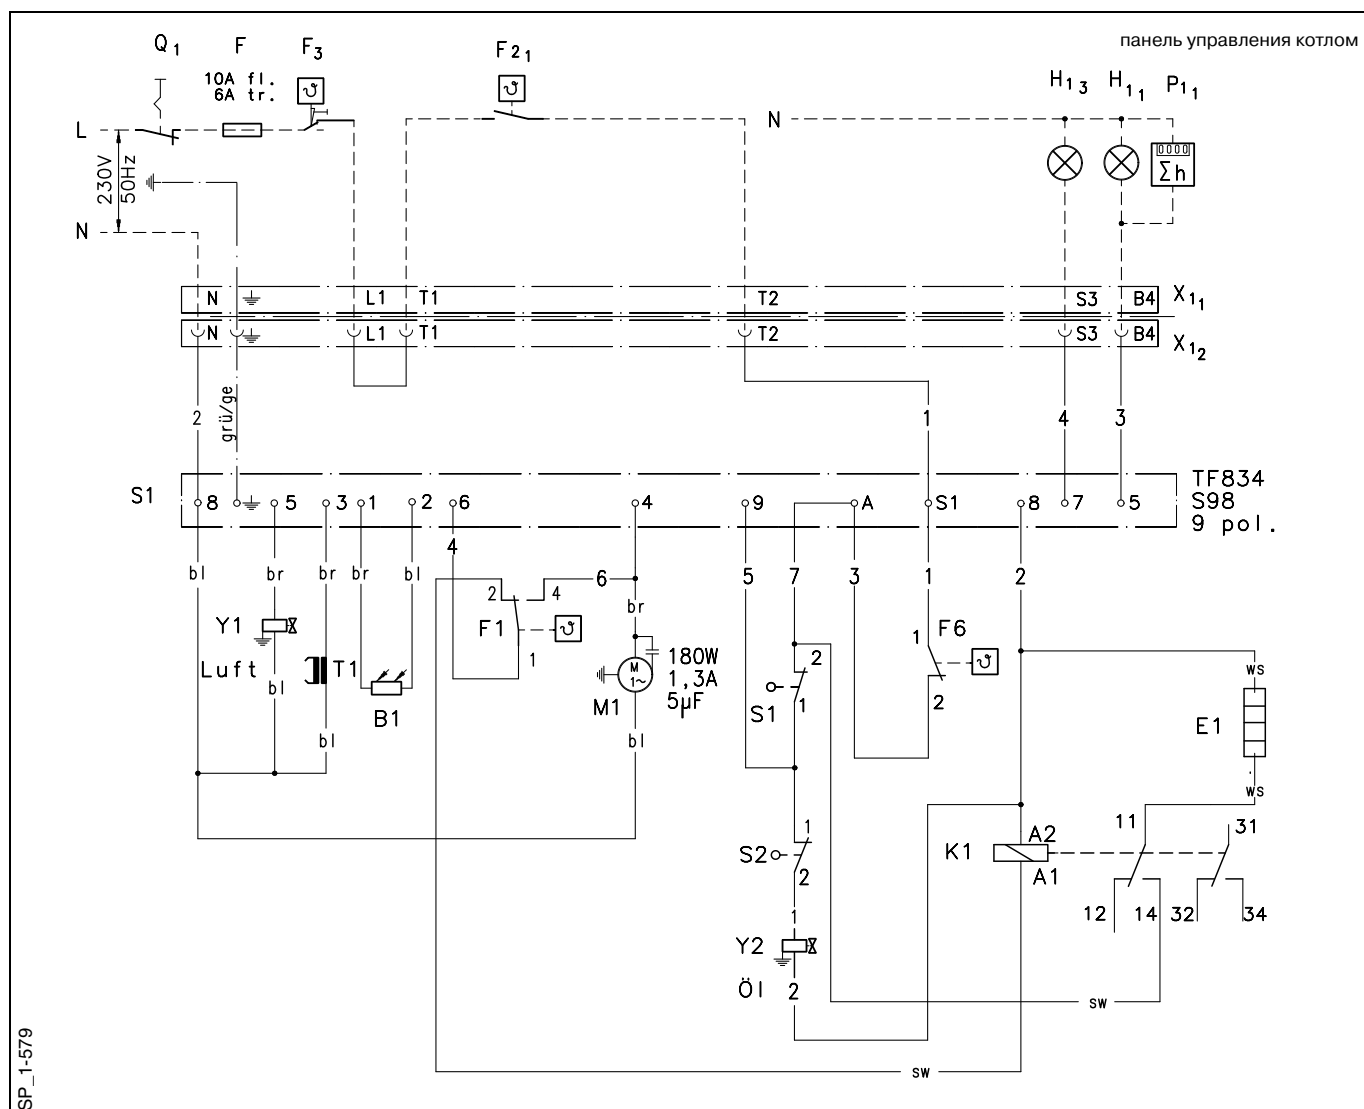 панель управления котлом
Q1 F F3 F21
10A fl.
6A tr.
ϑ ϑ
H13 H11 P11
L N
0000
Σh
230V
50Hz
N
N L1 T1 T2 S3 B4 X11
N L1 T1 T2 S3 B4 X12
2 grü/ge 1 4 3
S1 8 5 3 1 2 6 4 9 A S1 8 7 5
TF834
S98
9 pol.
4
bl br br br bl 2 4 6 5 7 3 1 2
br
Y1 F1 ϑ 1 F6 ϑ
1
Luft T1 M 1~ 180W
1,3A
5µF
2 WS
bl B1 M1 S1 1 2
E1
bl bl
WS
1 11 31
S2 K1 A2
2 A1
12 14 32 34
1
Y2
Öl 2
SW
SW
SP_1-579